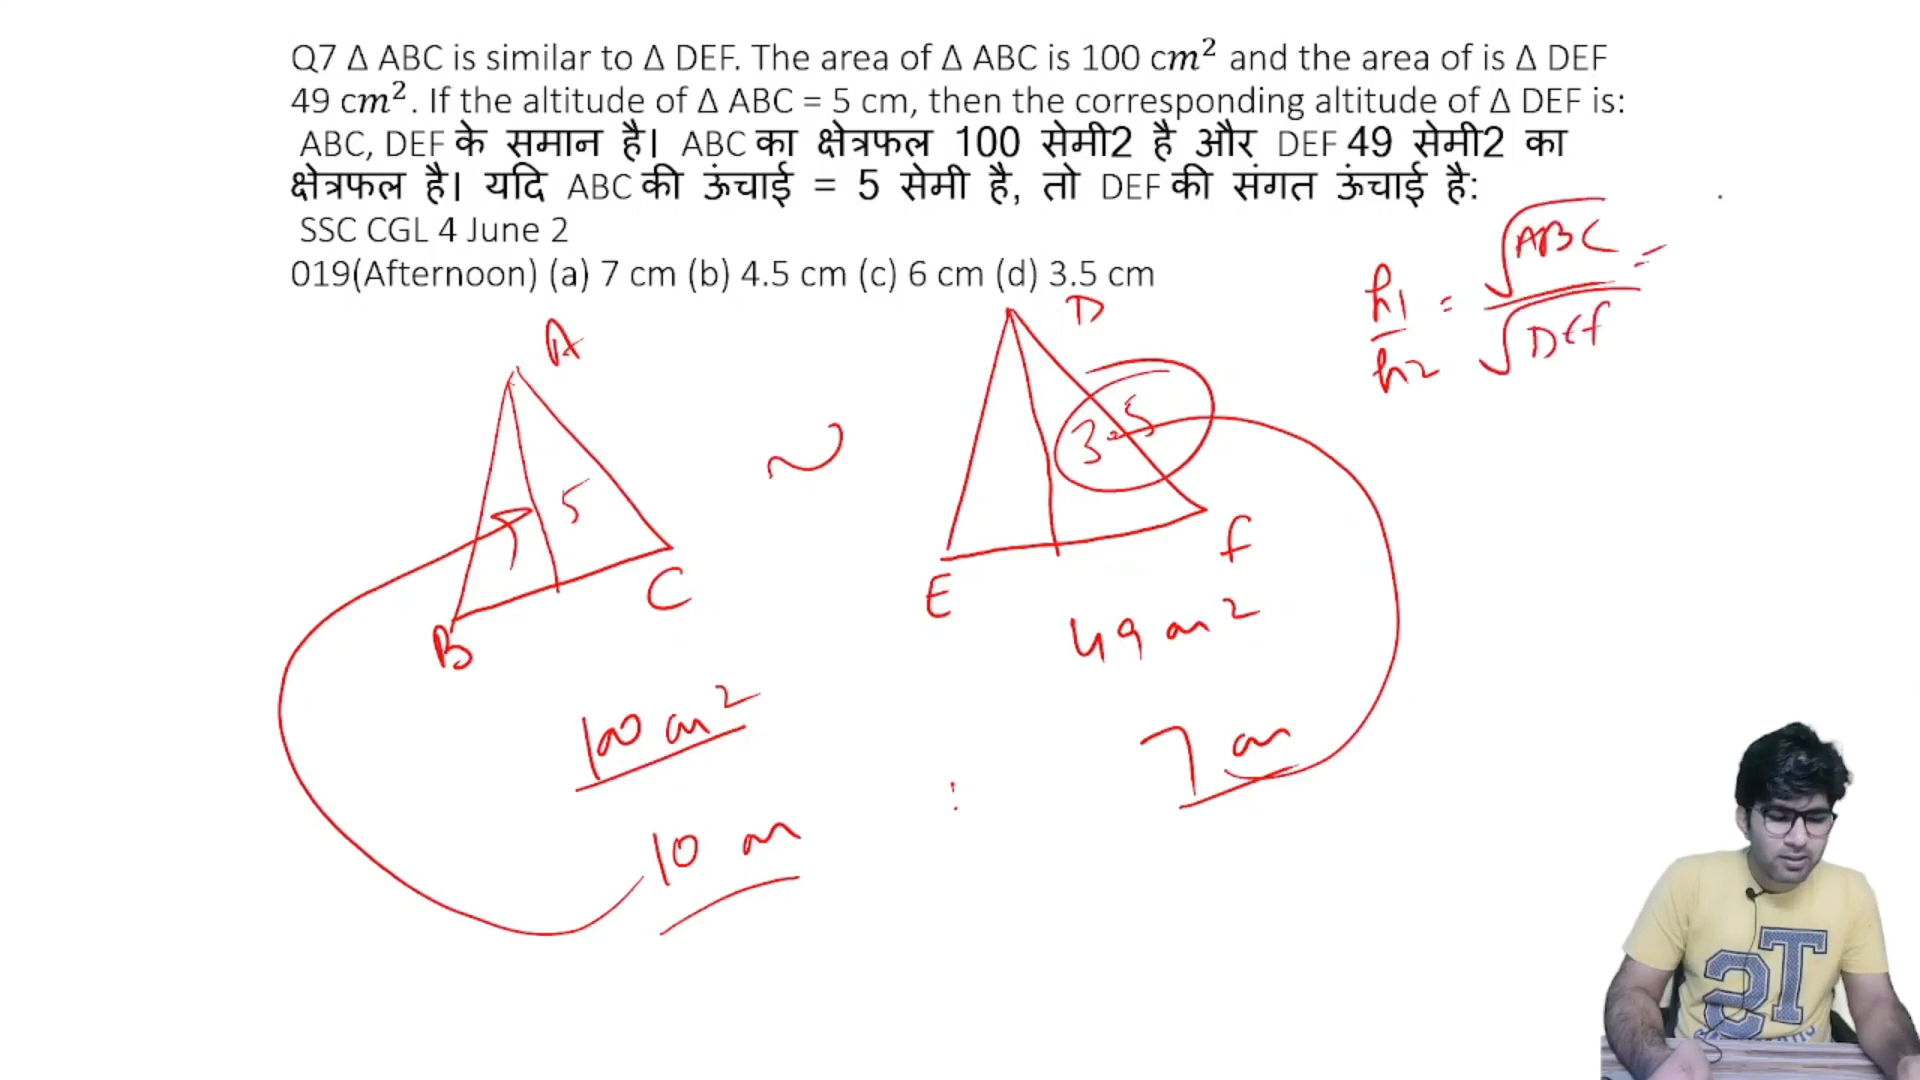 Q7 Δ ABC is similar to Δ DEF. The area of Δ ABC is 100 cm² and the area of is Δ DEF
49 cm². If the altitude of Δ ABC = 5 cm, then the corresponding altitude of Δ DEF is:
ABC, DEF के समान है। ABC का क्षेत्रफल 100 सेमी2 है और DEF 49 सेमी2 का
क्षेत्रफल है। यदि ABC की ऊंचाई = 5 सेमी है, तो DEF की संगत ऊंचाई है:
SSC CGL 4 June 2
019(Afternoon) (a) 7 cm (b) 4.5 cm (c) 6 cm (d) 3.5 cm
h1/h2 = √ABC/√DEf =
A
D
5
3.5
~
B
C
E
f
100 cm²
49 cm²
10 cm : 7 cm
2T